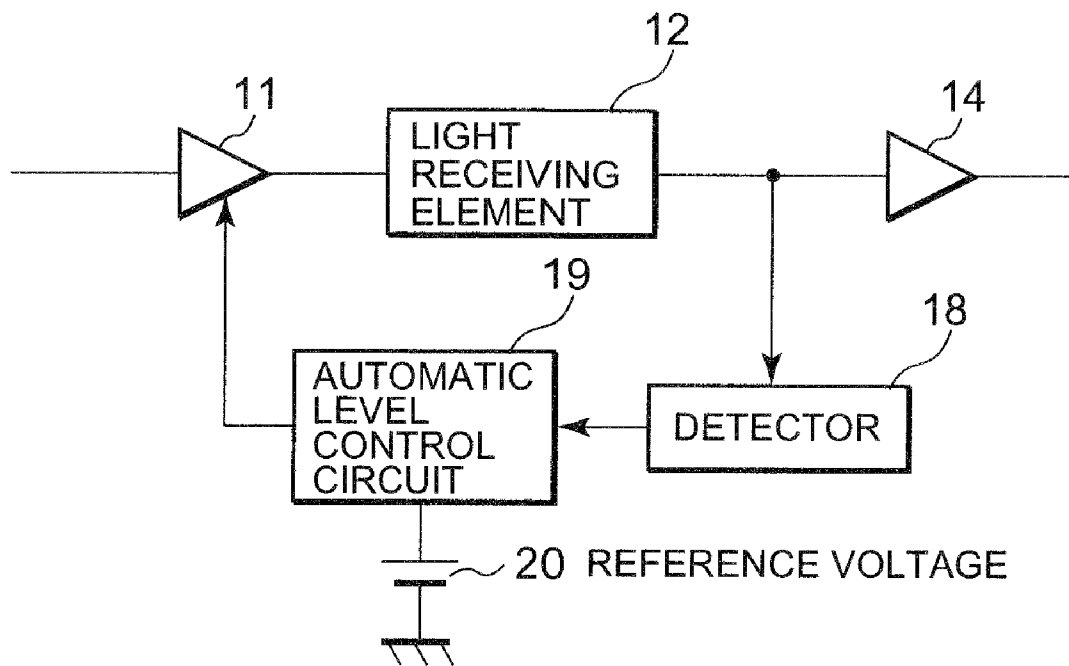 12
11
14
LIGHT
RECEIVING
ELEMENT
19
18
AUTOMATIC
LEVEL
CONTROL
CIRCUIT
DETECTOR
20 REFERENCE VOLTAGE